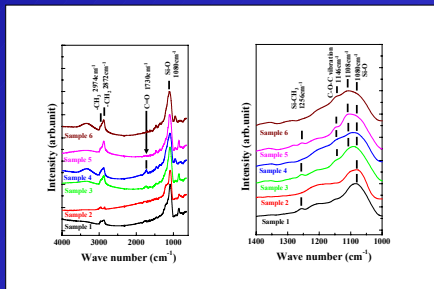 -CH3 2974cm-1
-CH2 2872cm-1
C=O 1730cm-1
Si-O
1080cm-1
Intensity (arb.unit)
Sample 6
Sample 5
Sample 4
Sample 3
Sample 2
Sample 1
4000 3000 2000 1000
Wave number (cm-1)
Si-CH3
1256cm-1
C-O-C vibration
1146cm-1
1108cm-1
1080cm-1
Si-O
Intensity (arb.unit)
Sample 6
Sample 5
Sample 4
Sample 3
Sample 2
Sample 1
1400 1300 1200 1100 1000
Wave number (cm-1)